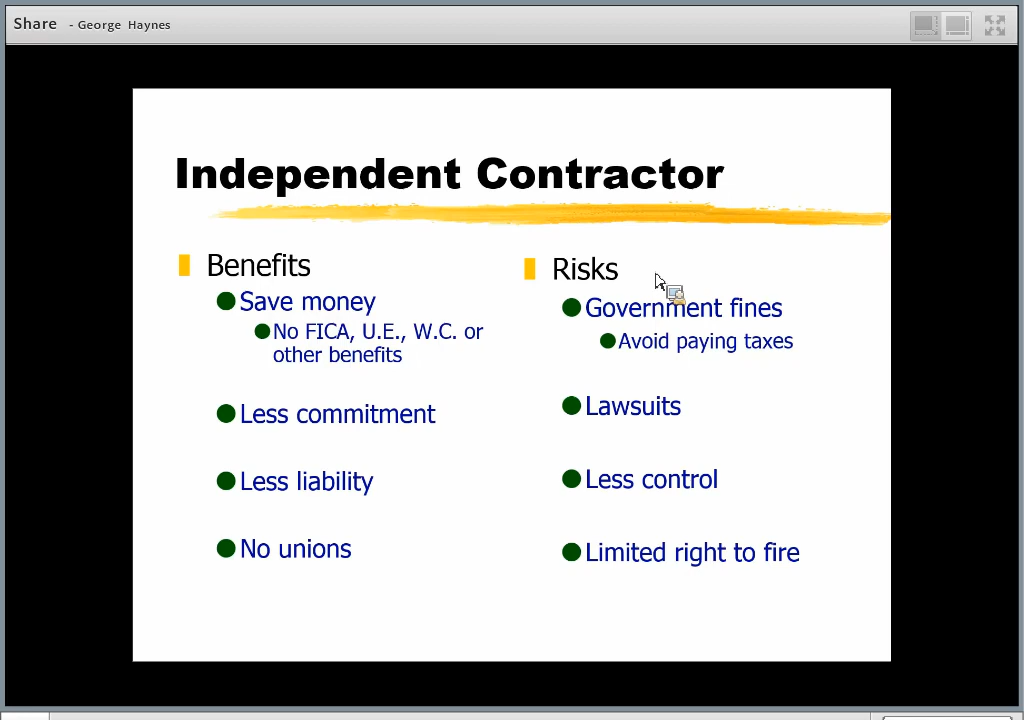 Share - George Haynes
Independent Contractor
Benefits
Save money
No FICA, U.E., W.C. or
other benefits
Less commitment
Less liability
No unions
Risks
Government fines
Avoid paying taxes
Lawsuits
Less control
Limited right to fire